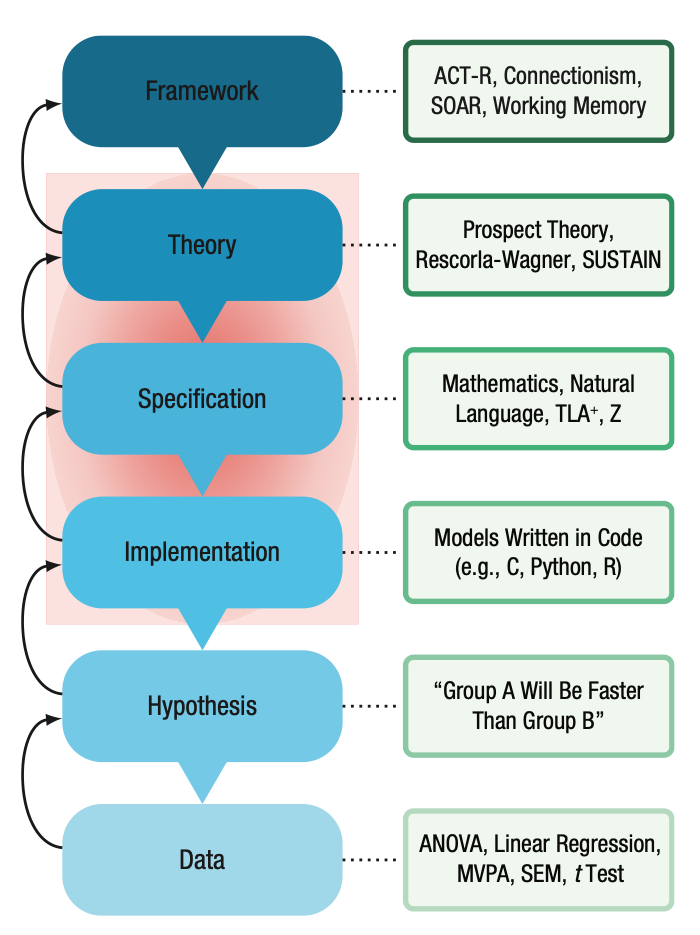 Framework
ACT-R, Connectionism,
SOAR, Working Memory
Theory
Prospect Theory,
Rescorla-Wagner, SUSTAIN
Specification
Mathematics, Natural
Language, TLA⁺, Z
Implementation
Models Written in Code
(e.g., C, Python, R)
Hypothesis
“Group A Will Be Faster
Than Group B”
Data
ANOVA, Linear Regression,
MVPA, SEM, t Test